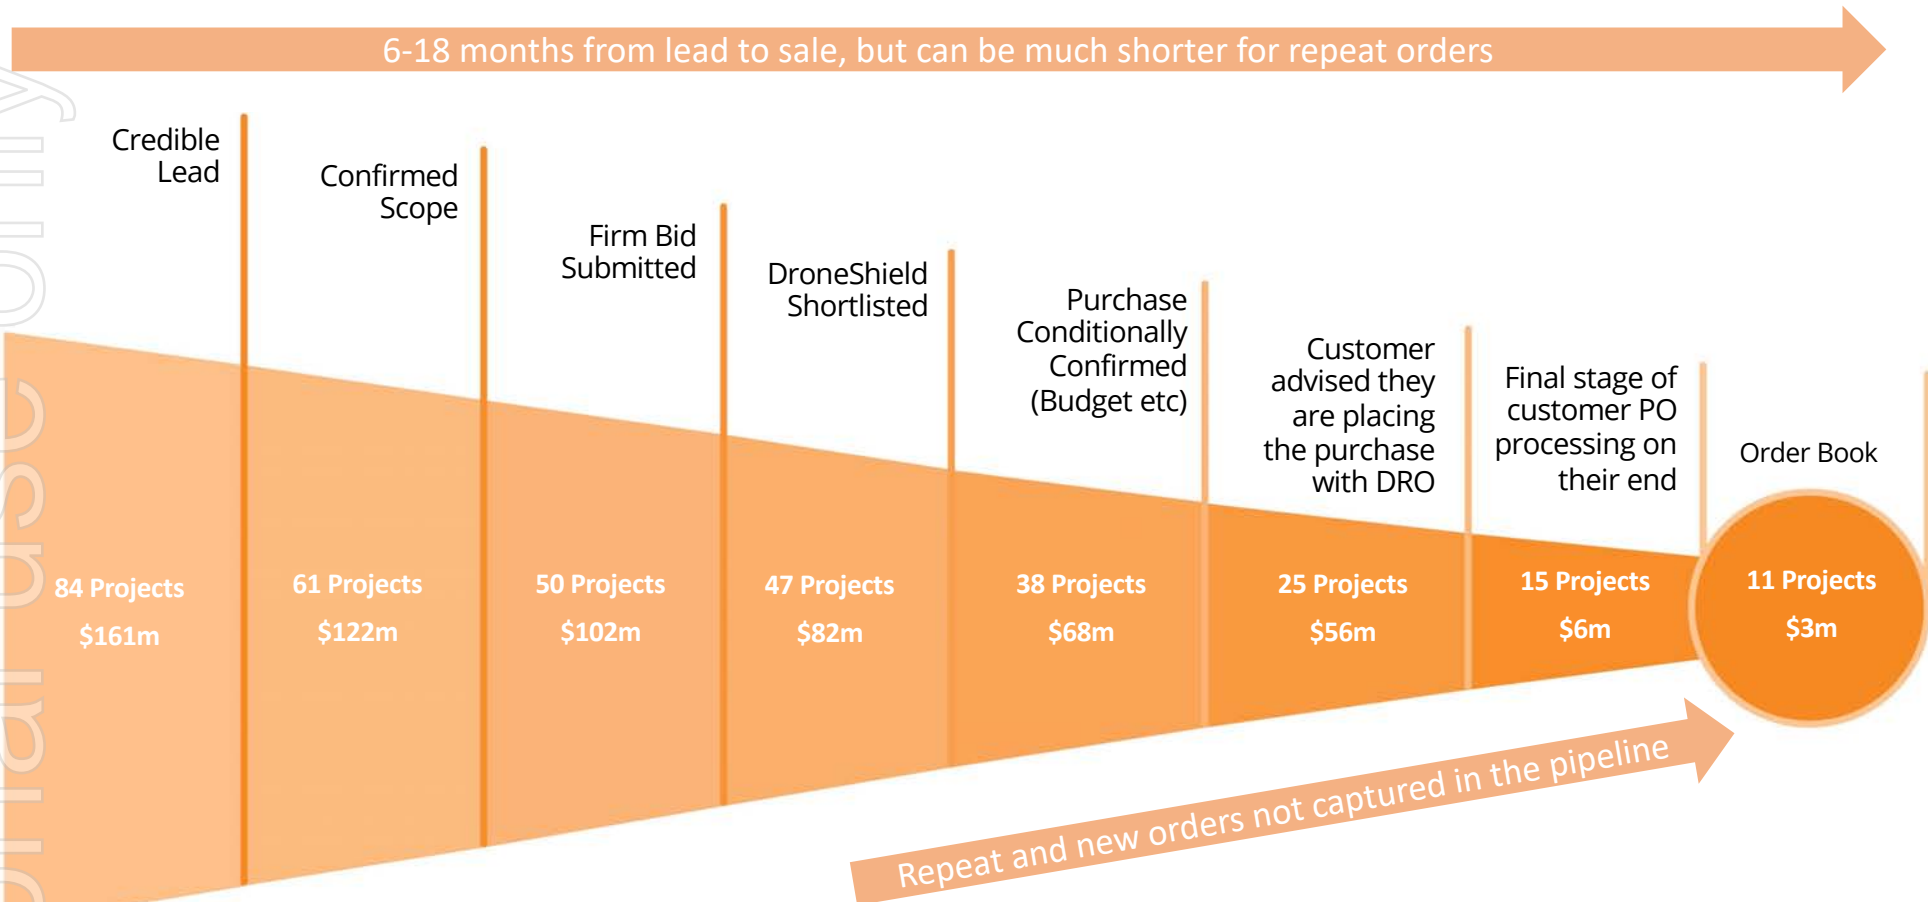 6-18 months from lead to sale, but can be much shorter for repeat orders
Credible
Lead
Confirmed
Scope
Firm Bid
Submitted
DroneShield
Shortlisted
Purchase
Conditionally
Confirmed
(Budget etc)
Customer
advised they
are placing
the purchase
with DRO
Final stage of
customer PO
processing on
their end
Order Book
84 Projects
$161m
61 Projects
$122m
50 Projects
$102m
47 Projects
$82m
38 Projects
$68m
25 Projects
$56m
15 Projects
$6m
11 Projects
$3m
Repeat and new orders not captured in the pipeline
use only